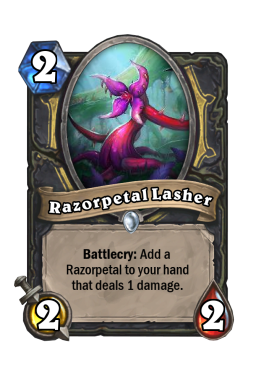 2
Razorpetal Lasher
Battlecry: Add a
Razorpetal to your hand
that deals 1 damage.
2
2